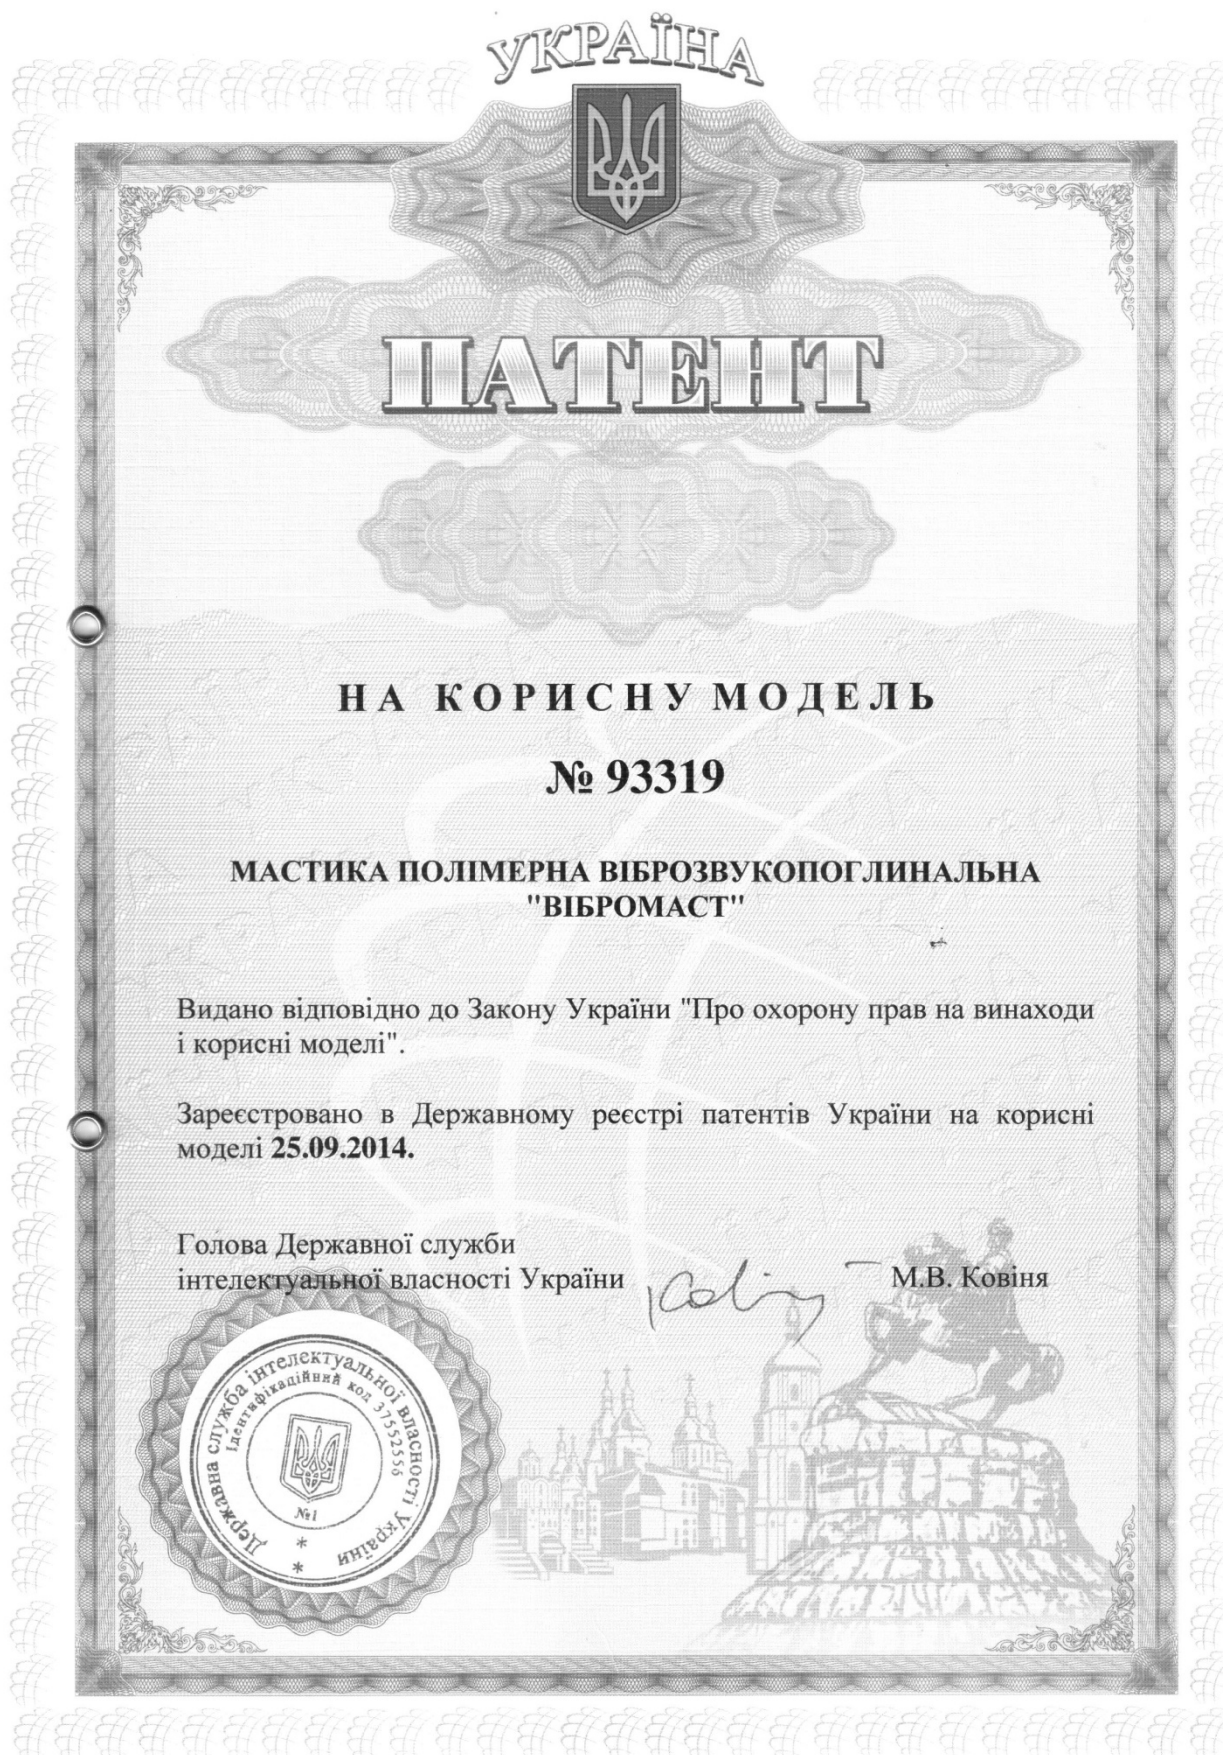 УКРАЇНА
ПАТЕНТ
НА КОРИСНУ МОДЕЛЬ
№ 93319
МАСТИКА ПОЛІМЕРНА ВІБРОЗВУКОПОГЛИНАЛЬНА
"ВІБРОМАСТ"
Видано відповідно до Закону України "Про охорону прав на винаходи
і корисні моделі".
Зареєстровано в Державному реєстрі патентів України на корисні
моделі 25.09.2014.
Голова Державної служби
інтелектуальної власності України
М.В. Ковіня
Державна служба інтелектуальної власності України
Ідентифікаційний код 37552556
№1